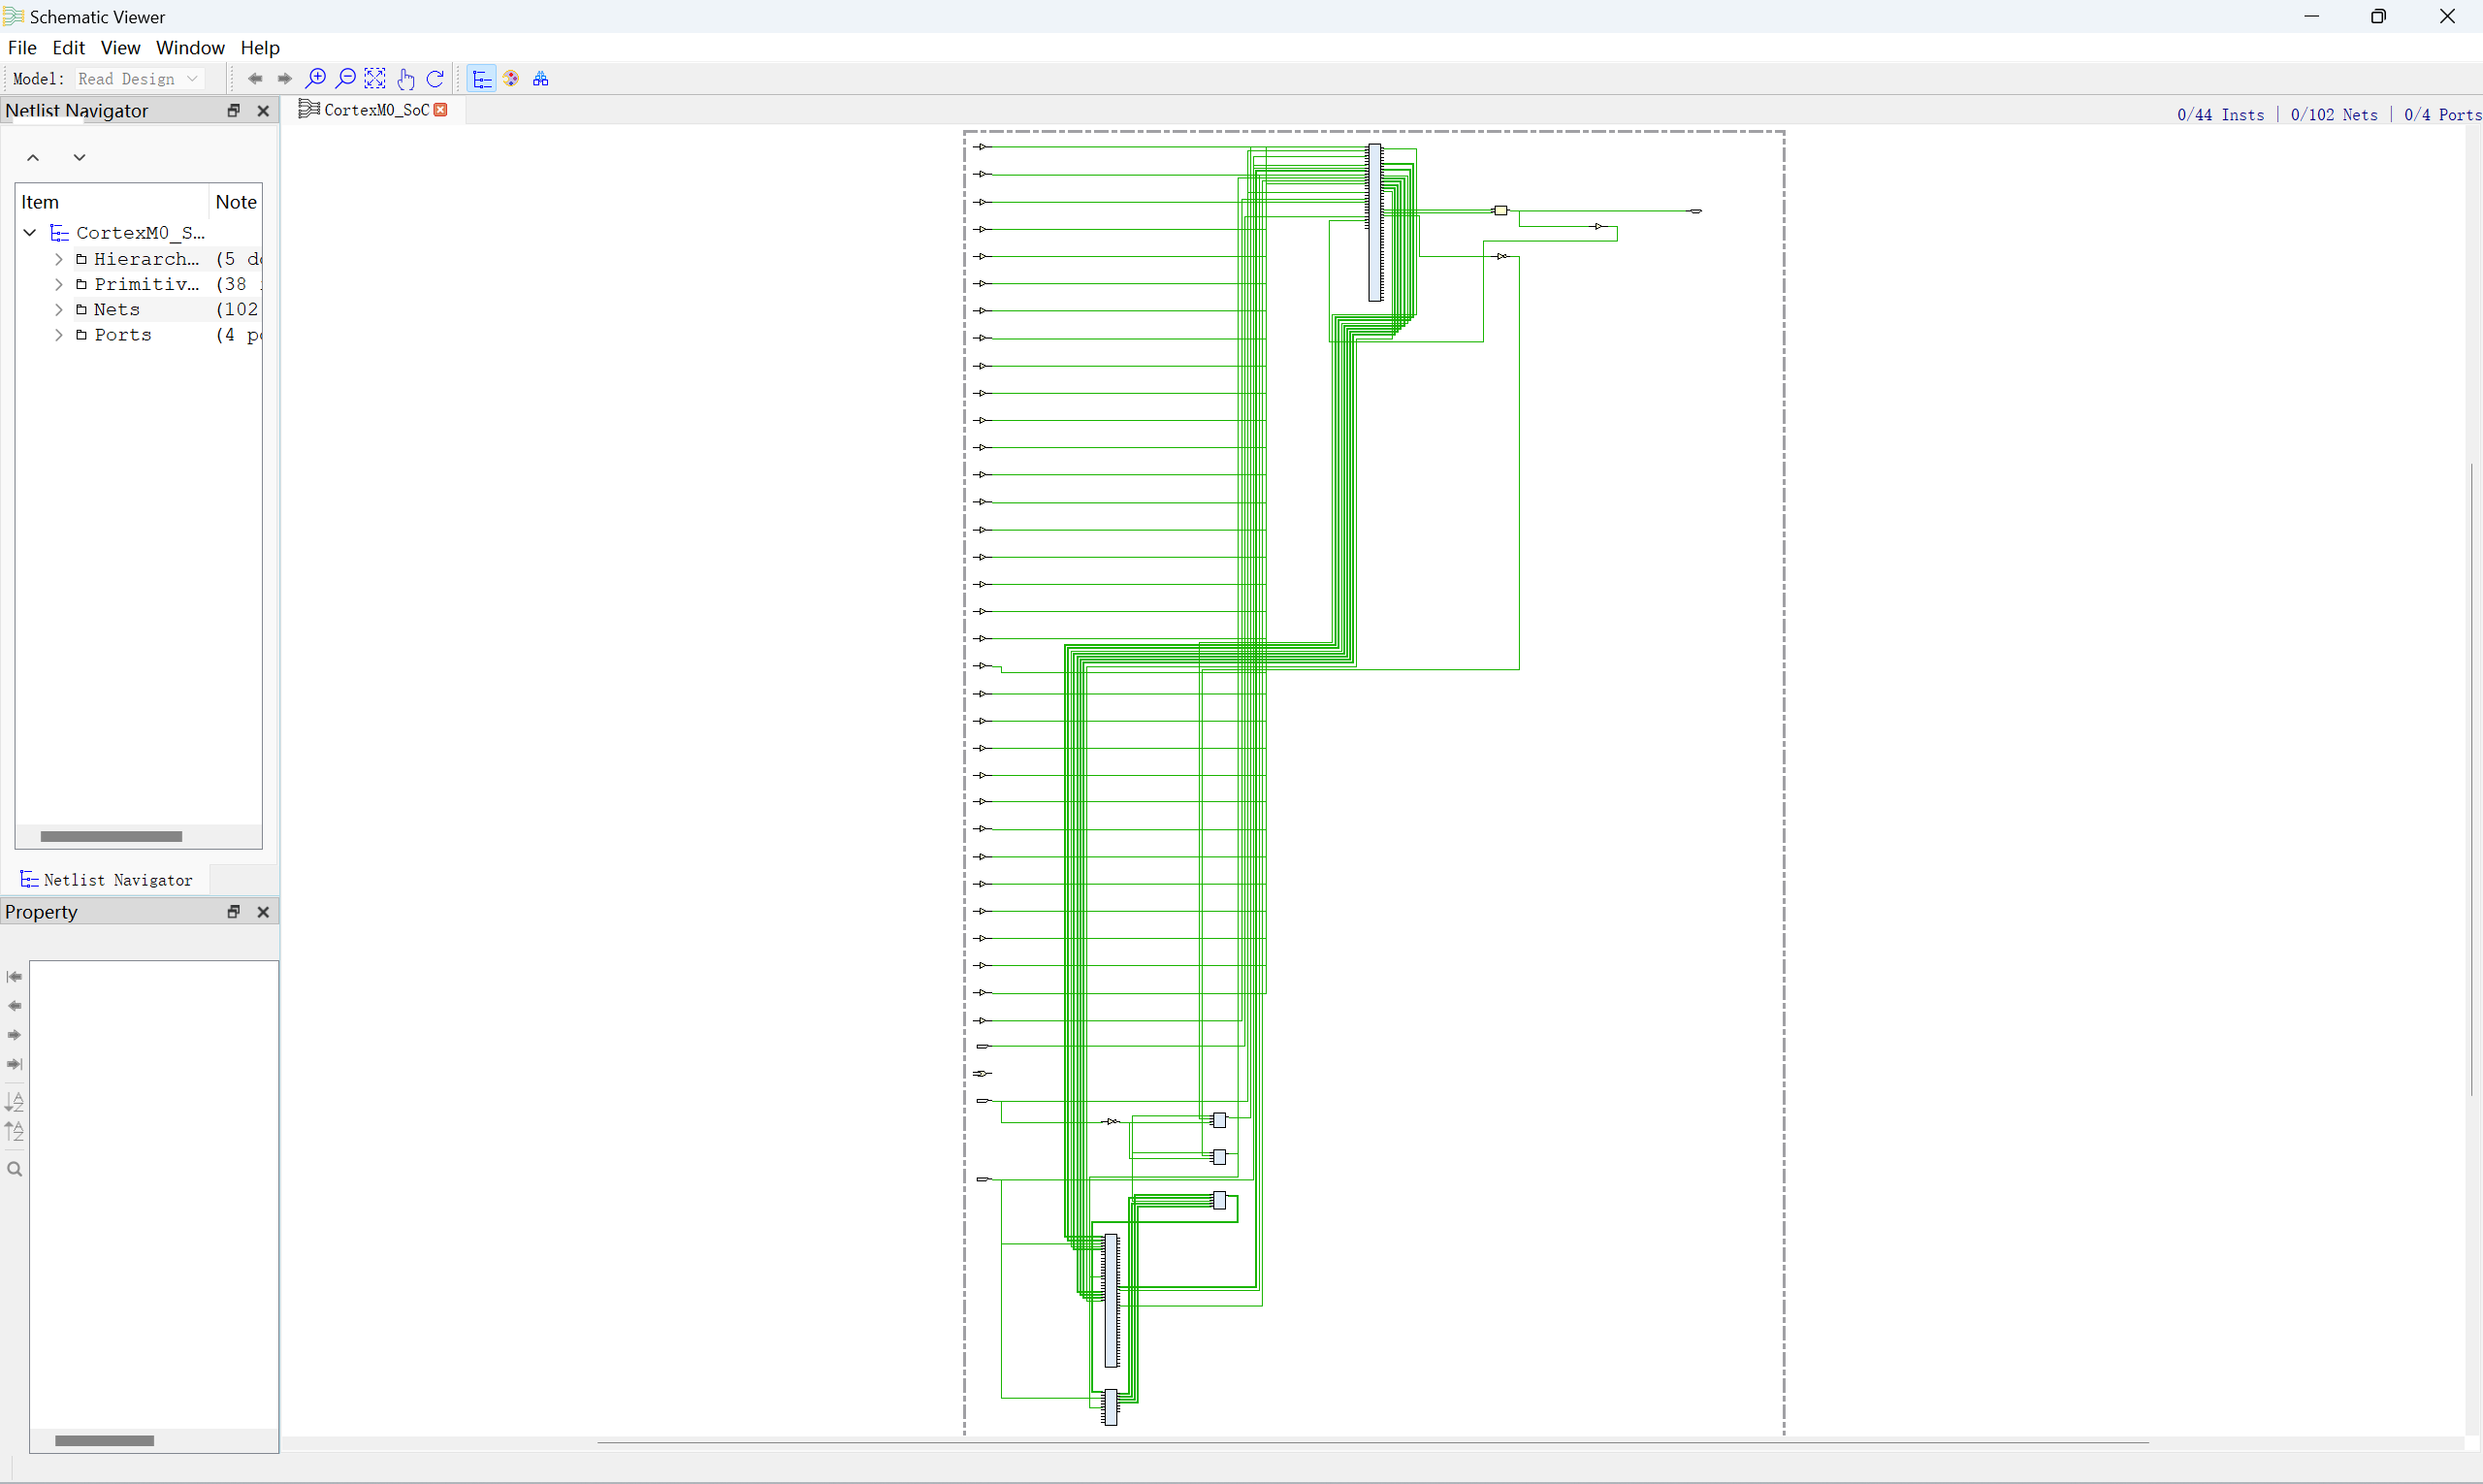 Schematic Viewer
File Edit View Window Help
Model: Read Design
Netlist Navigator
CortexM0_SoC
0/44 Insts | 0/102 Nets | 0/4 Ports
Item Note
CortexM0_S...
Hierarch... (5 d
Primitiv... (38
Nets (102
Ports (4 p
Netlist Navigator
Property